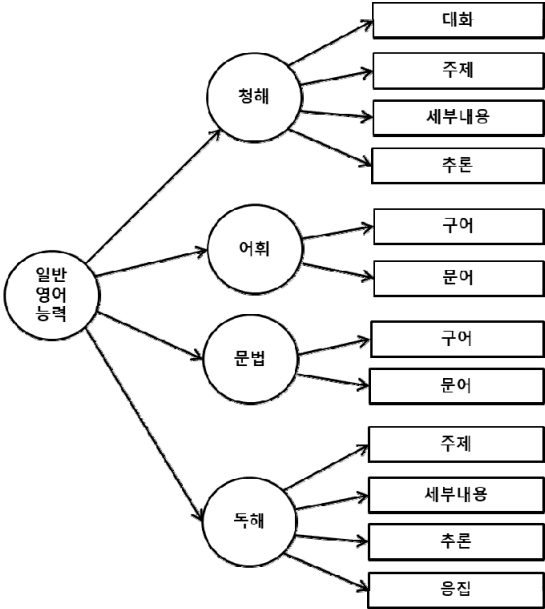 대화
주제
청해
세부내용
추론
구어
어휘
문어
일반
영어
능력
구어
문법
문어
주제
세부내용
독해
추론
응집